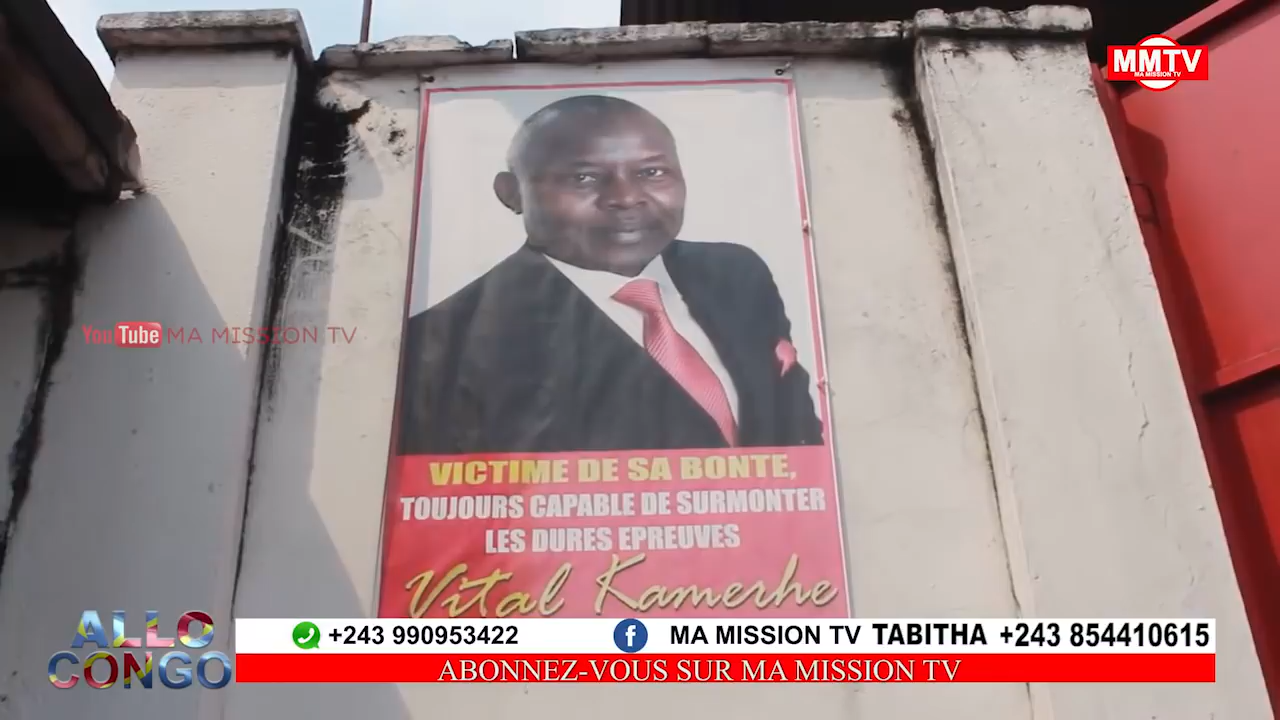 MMTV
MA MISSION TV
YouTube MA MISSION TV
VICTIME DE SA BONTE,
TOUJOURS CAPABLE DE SURMONTER
LES DURES EPREUVES
Vital Kamerhe
ALLO
CONGO
+243 990953422 MA MISSION TV TABITHA +243 854410615
ABONNEZ-VOUS SUR MA MISSION TV